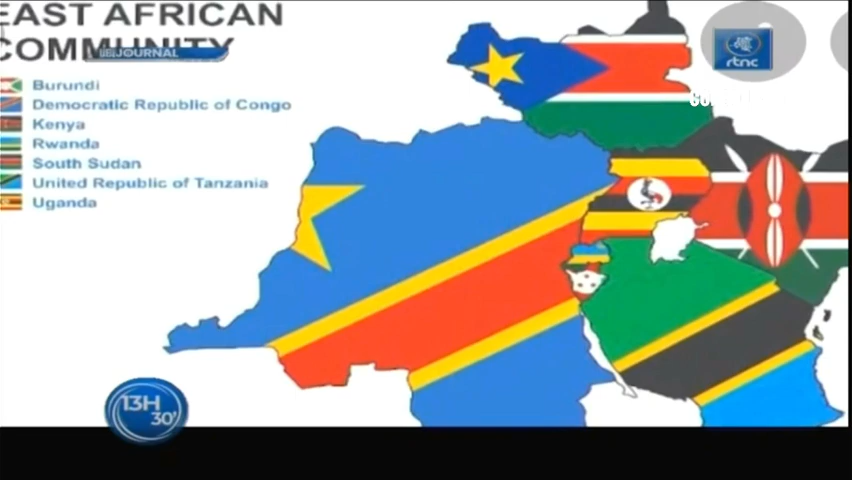 EAST AFRICAN
COMMUNITY
LE JOURNAL
rtnc
Burundi
Democratic Republic of Congo
Kenya
Rwanda
South Sudan
United Republic of Tanzania
Uganda
13H
30'